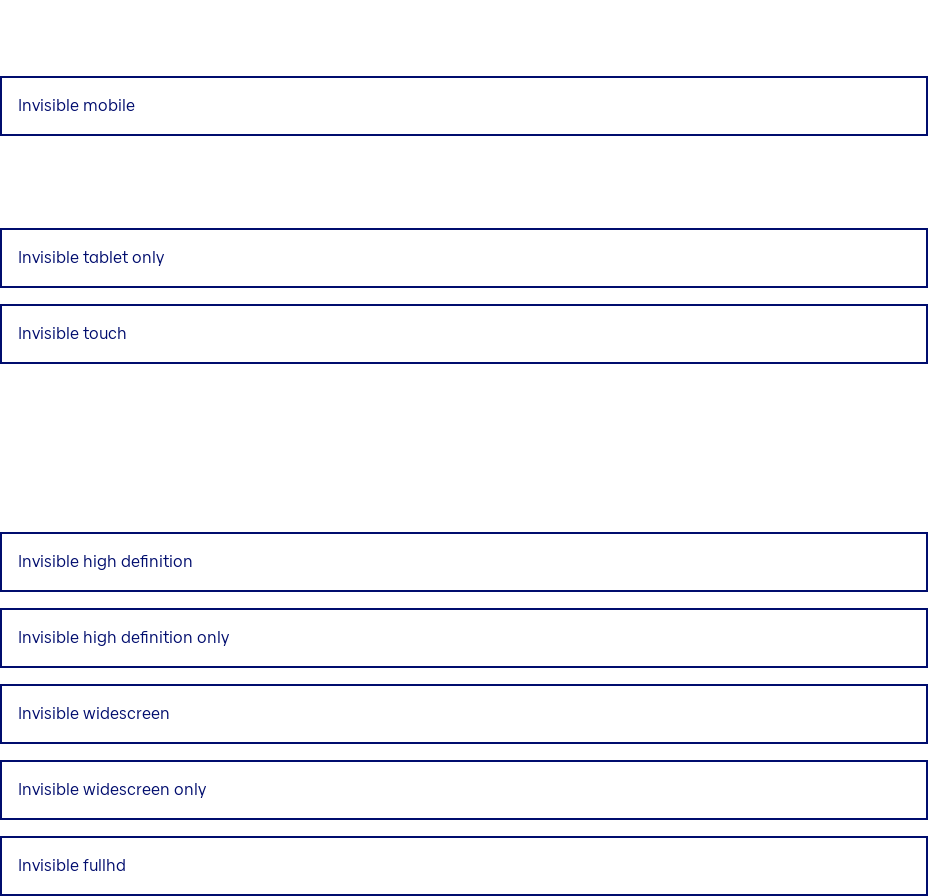 Invisible mobile
Invisible tablet only
Invisible touch
Invisible high definition
Invisible high definition only
Invisible widescreen
Invisible widescreen only
Invisible fullhd